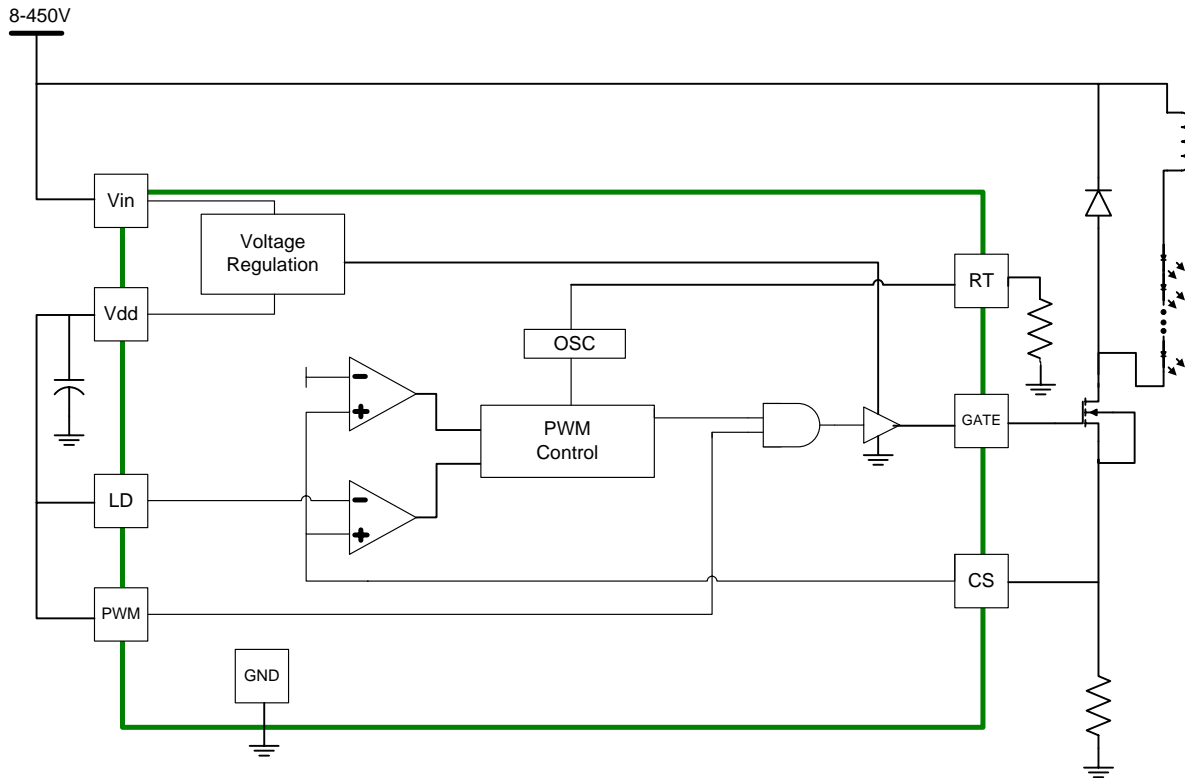 8-450V
Vin
Voltage
Regulation
RT
Vdd
OSC
PWM
Control
GATE
LD
CS
PWM
GND